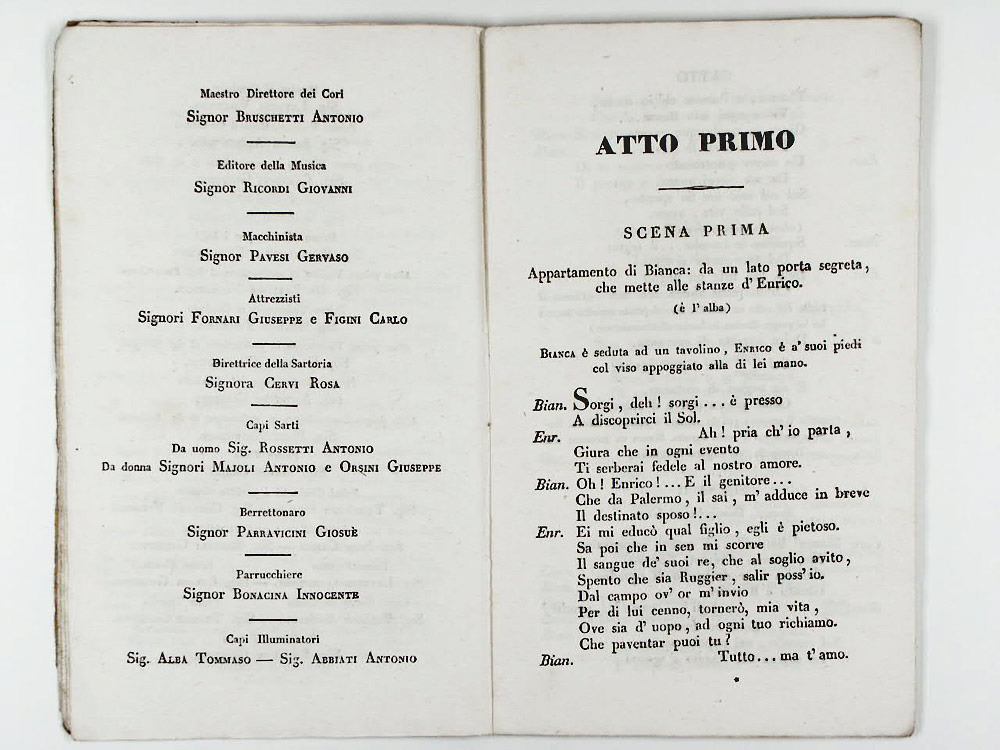 Maestro Direttore dei Cori
Signor Bruschetti Antonio
Editore della Musica
Signor Ricordi Giovanni
Macchinista
Signor Pavesi Gervaso
Attrezzisti
Signori Fornari Giuseppe e Figini Carlo
Direttrice della Sartoria
Signora Cervi Rosa
Capi Sarti
Da uomo Sig. Rossetti Antonio
Da donna Signori Majoli Antonio e Orsini Giuseppe
Berrettonaro
Signor Parravicini Giosuè
Parrucchiere
Signor Bonacina Innocente
Capi Illuminatori
Sig. Alba Tommaso — Sig. Abbiati Antonio
ATTO PRIMO
SCENA PRIMA
Appartamento di Bianca: da un lato porta segreta,
che mette alle stanze d' Enrico.
(è l' alba)
Bianca è seduta ad un tavolino, Enrico è a' suoi piedi
col viso appoggiato alla di lei mano.
Bian. Sorgi, deh! sorgi... è presso
A discoprirci il Sol.
Enr. Ah! pria ch' io parta,
Giura che in ogni evento
Ti serberai fedele al nostro amore.
Bian. Oh! Enrico!... E il genitore...
Che da Palermo, il sai, m' adduce in breve
Il destinato sposo!...
Enr. Ei mi educò qual figlio, egli è pietoso.
Sa poi che in sen mi scorre
Il sangue de' suoi re, che al soglio avito,
Spento che sia Ruggier, salir poss' io.
Dal campo ov' or m' invio
Per di lui cenno, tornerò, mia vita,
Ove sia d' uopo, ad ogni tuo richiamo.
Che paventar puoi tu?
Bian. Tutto... ma t' amo.
*